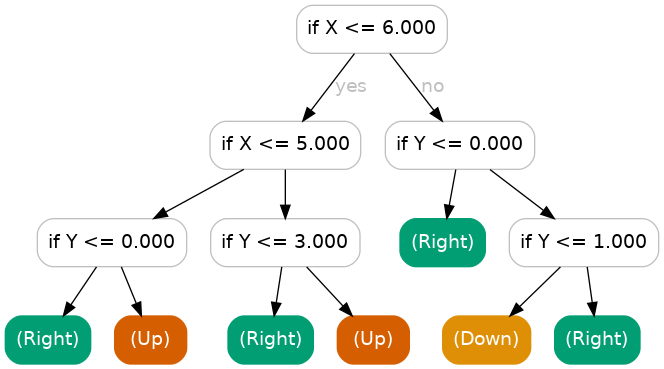 if X <= 6.000
yes
no
if X <= 5.000
if Y <= 0.000
if Y <= 0.000
if Y <= 3.000
(Right)
if Y <= 1.000
(Right)
(Up)
(Right)
(Up)
(Down)
(Right)